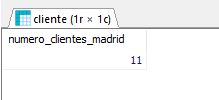 cliente (1r × 1c)
numero_clientes_madrid
11